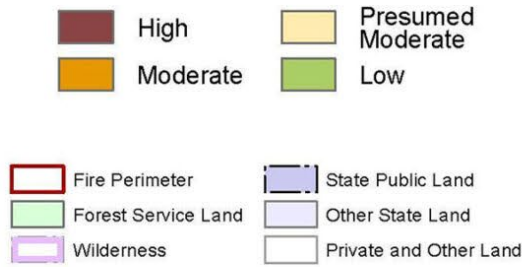 High
Presumed
Moderate
Moderate
Low
Fire Perimeter
State Public Land
Forest Service Land
Other State Land
Wilderness
Private and Other Land